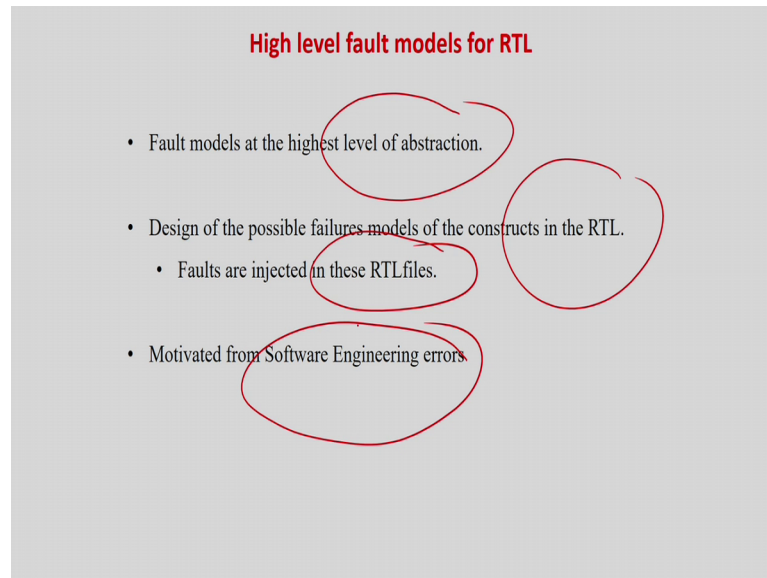 High level fault models for RTL
• Fault models at the highest level of abstraction.
• Design of the possible failures models of the constructs in the RTL.
• Faults are injected in these RTLfiles.
• Motivated from Software Engineering errors